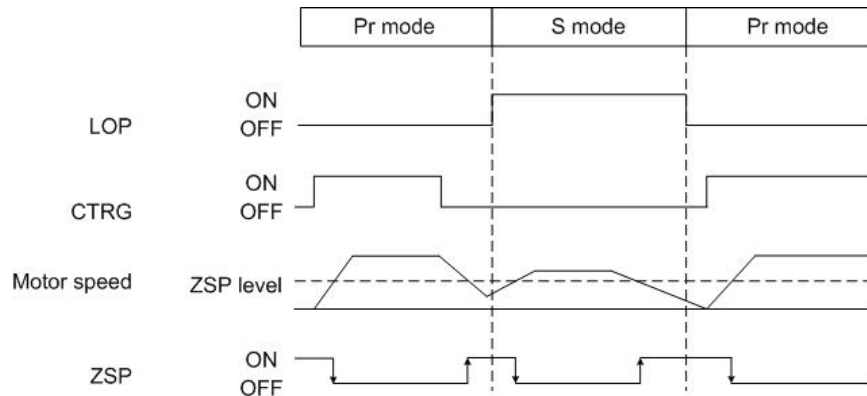 Pr mode S mode Pr mode
ON
LOP OFF
ON
CTRG OFF
Motor speed ZSP level
ON
ZSP OFF